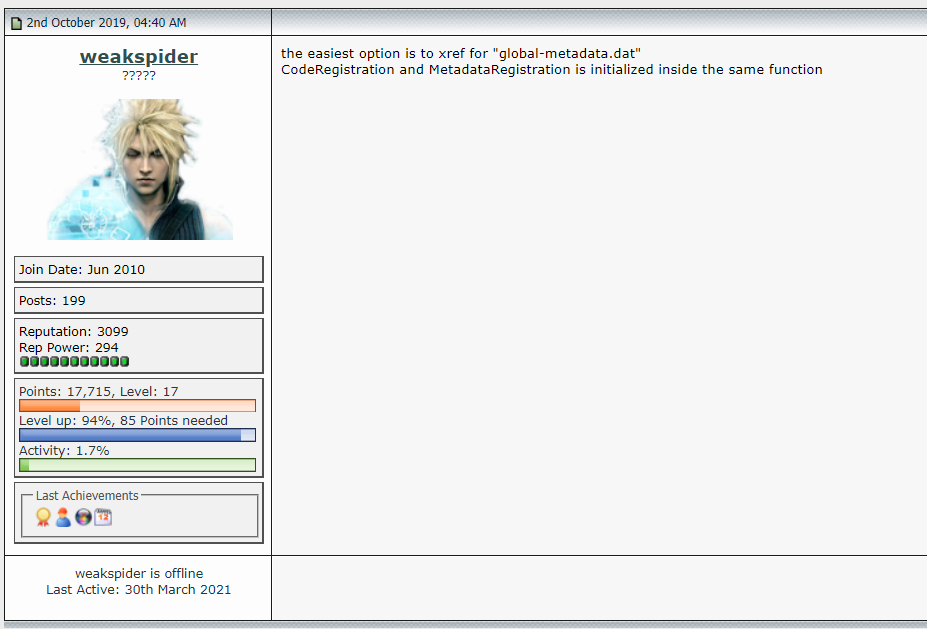 2nd October 2019, 04:40 AM
weakspider
?????
the easiest option is to xref for "global-metadata.dat"
CodeRegistration and MetadataRegistration is initialized inside the same function
Join Date: Jun 2010
Posts: 199
Reputation: 3099
Rep Power: 294
Points: 17,715, Level: 17
Level up: 94%, 85 Points needed
Activity: 1.7%
Last Achievements
12
weakspider is offline
Last Active: 30th March 2021